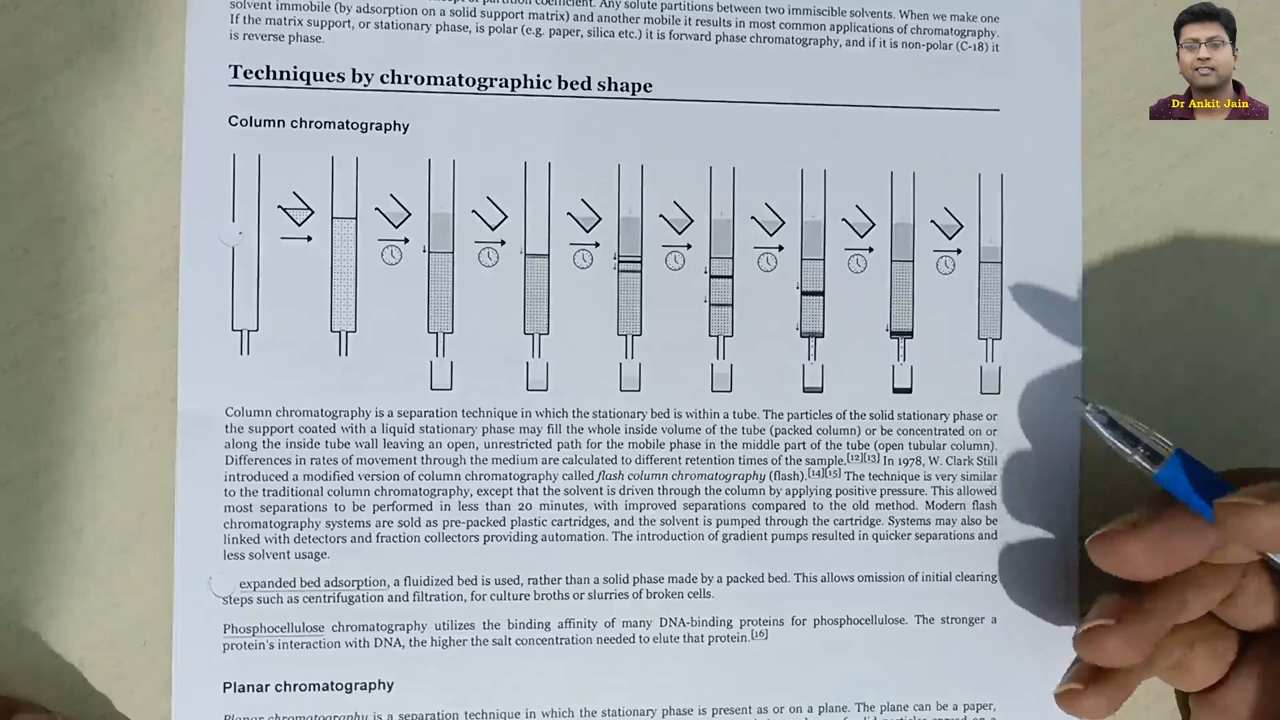 coefficient. Any solute partitions between two immiscible solvents. When we make one
solvent immobile (by adsorption on a solid support matrix) and another mobile it results in most common applications of chromatography.
If the matrix support, or stationary phase, is polar (e.g. paper, silica etc.) it is forward phase chromatography, and if it is non-polar (C-18) it
is reverse phase.
Dr Ankit Jain
Techniques by chromatographic bed shape
Column chromatography
Column chromatography is a separation technique in which the stationary bed is within a tube. The particles of the solid stationary phase or
the support coated with a liquid stationary phase may fill the whole inside volume of the tube (packed column) or be concentrated on or
along the inside tube wall leaving an open, unrestricted path for the mobile phase in the middle part of the tube (open tubular column).
Differences in rates of movement through the medium are calculated to different retention times of the sample.[12][13] In 1978, W. Clark Still
introduced a modified version of column chromatography called flash column chromatography (flash).[14][15] The technique is very similar
to the traditional column chromatography, except that the solvent is driven through the column by applying positive pressure. This allowed
most separations to be performed in less than 20 minutes, with improved separations compared to the old method. Modern flash
chromatography systems are sold as pre-packed plastic cartridges, and the solvent is pumped through the cartridge. Systems may also be
linked with detectors and fraction collectors providing automation. The introduction of gradient pumps resulted in quicker separations and
less solvent usage.
expanded bed adsorption, a fluidized bed is used, rather than a solid phase made by a packed bed. This allows omission of initial clearing
steps such as centrifugation and filtration, for culture broths or slurries of broken cells.
Phosphocellulose chromatography utilizes the binding affinity of many DNA-binding proteins for phosphocellulose. The stronger a
protein's interaction with DNA, the higher the salt concentration needed to elute that protein.[16]
Planar chromatography
Planar chromatography is a separation technique in which the stationary phase is present as or on a plane. The plane can be a paper,